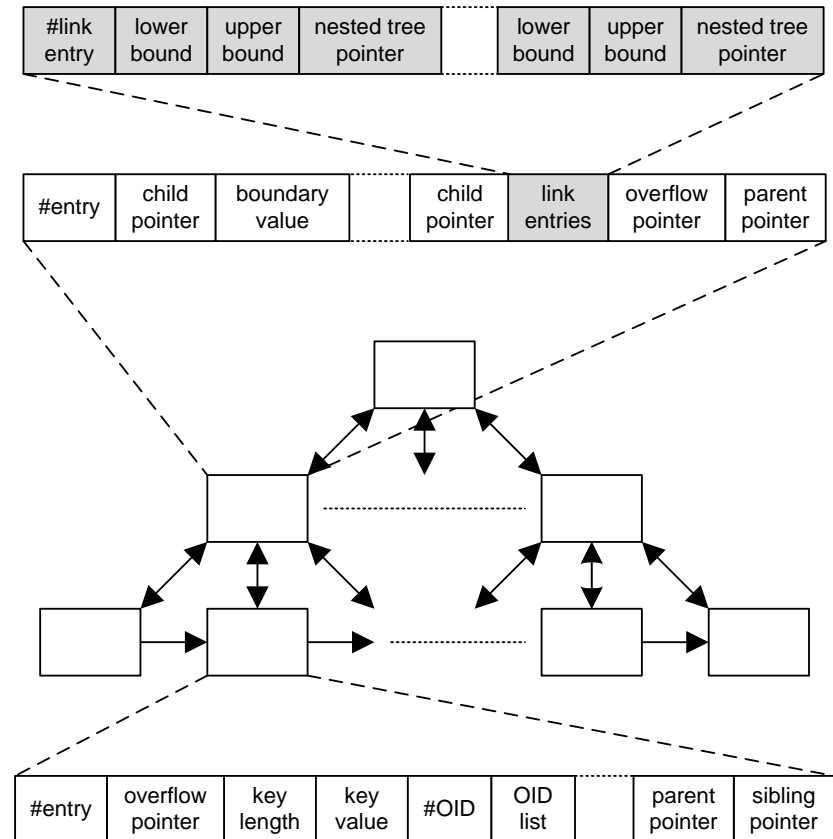 #link entry
lower bound
upper bound
nested tree pointer
lower bound
upper bound
nested tree pointer
#entry
child pointer
boundary value
child pointer
link entries
overflow pointer
parent pointer
#entry
overflow pointer
key length
key value
#OID
OID list
parent pointer
sibling pointer